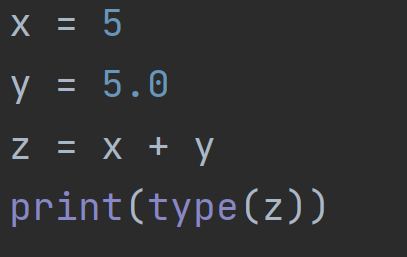 x = 5
y = 5.0
z = x + y
print(type(z))